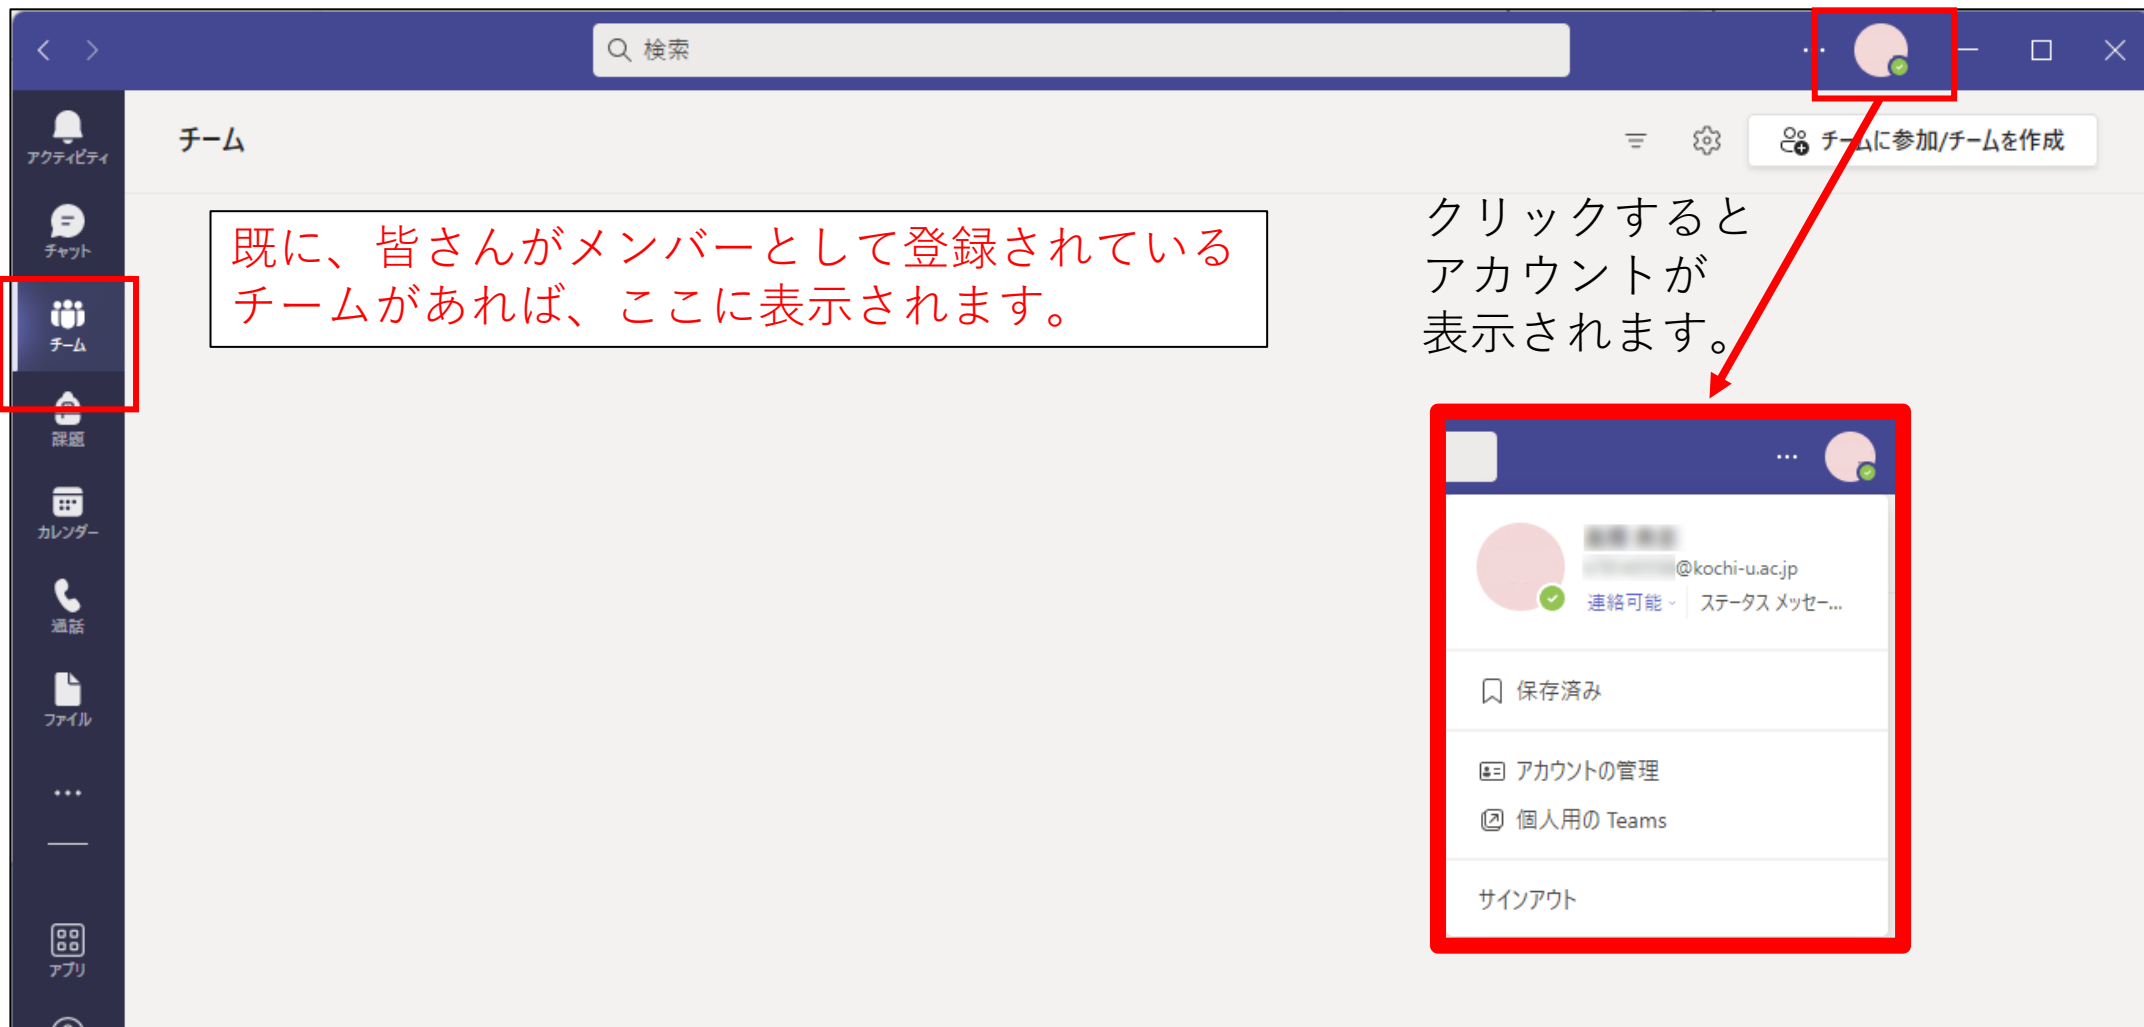 検索
アクティビティ
チーム
チームに参加/チームを作成
チャット
既に、皆さんがメンバーとして登録されている
チームがあれば、ここに表示されます。
クリックすると
アカウントが
表示されます。
チーム
課題
カレンダー
通話
ファイル
アプリ
@kochi-u.ac.jp
連絡可能
ステータス メッセー...
保存済み
アカウントの管理
個人用の Teams
サインアウト